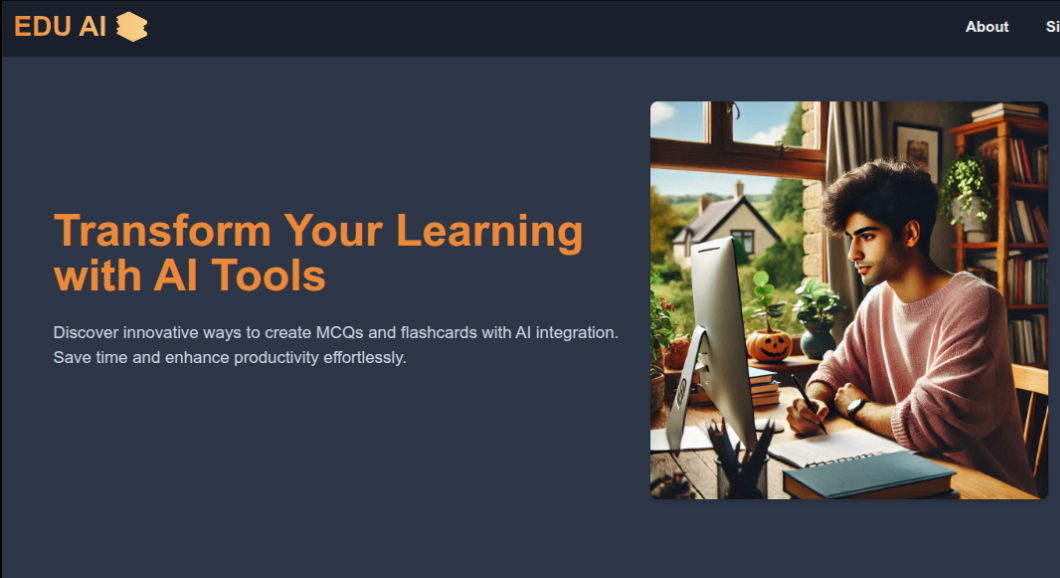 EDU AI
About
Si
Transform Your Learning
with AI Tools
Discover innovative ways to create MCQs and flashcards with AI integration.
Save time and enhance productivity effortlessly.